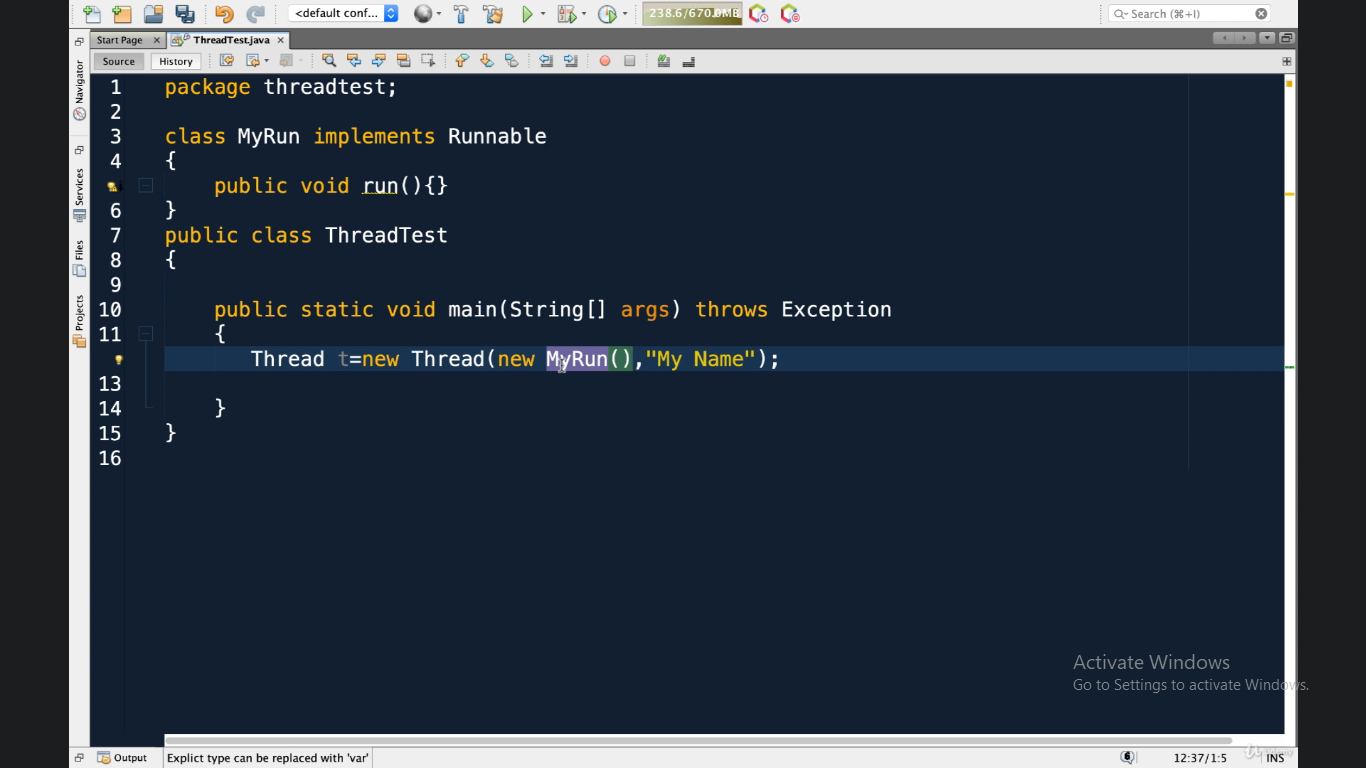 <default conf...
238.6/670.0MB
Search (⌘+I)
Start Page
ThreadTest.java
Source
History
Navigator
Services
Files
Projects
1 package threadtest;
2
3 class MyRun implements Runnable
4 {
public void run(){}
6 }
7 public class ThreadTest
8 {
9
10 public static void main(String[] args) throws Exception
11 {
Thread t=new Thread(new MyRun(),"My Name");
13
14 }
15 }
16
Activate Windows
Go to Settings to activate Windows.
Output
Explict type can be replaced with 'var'
6
12:37/1:5
INS